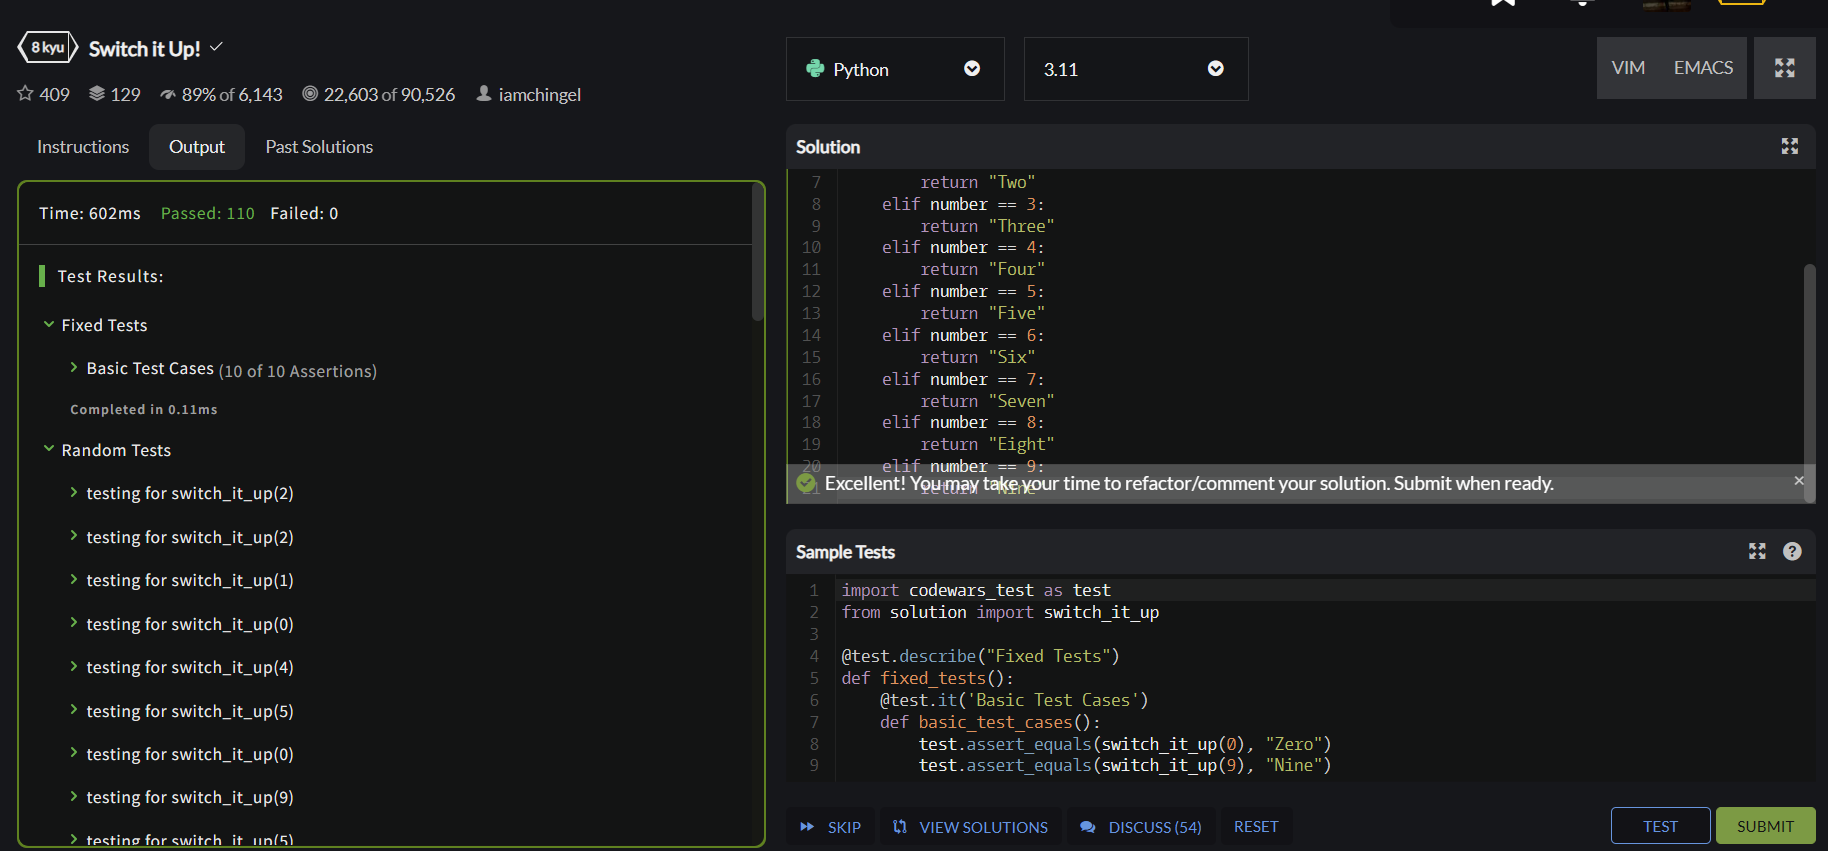 8 kyu Switch it Up!
409 129 89% of 6,143 22,603 of 90,526 iamchingel
Instructions Output Past Solutions
Time: 602ms Passed: 110 Failed: 0
Test Results:
Fixed Tests
Basic Test Cases (10 of 10 Assertions)
Completed in 0.11ms
Random Tests
testing for switch_it_up(2)
testing for switch_it_up(2)
testing for switch_it_up(1)
testing for switch_it_up(0)
testing for switch_it_up(4)
testing for switch_it_up(5)
testing for switch_it_up(0)
testing for switch_it_up(9)
testing for switch_it_up(5)
Python 3.11 VIM EMACS
Solution
7 return "Two"
8 elif number == 3:
9 return "Three"
10 elif number == 4:
11 return "Four"
12 elif number == 5:
13 return "Five"
14 elif number == 6:
15 return "Six"
16 elif number == 7:
17 return "Seven"
18 elif number == 8:
19 return "Eight"
20 elif number == 9:
21 return "Nine"
Excellent! You may take your time to refactor/comment your solution. Submit when ready. ×
Sample Tests ?
1 import codewars_test as test
2 from solution import switch_it_up
3
4 @test.describe("Fixed Tests")
5 def fixed_tests():
6 @test.it('Basic Test Cases')
7 def basic_test_cases():
8 test.assert_equals(switch_it_up(0), "Zero")
9 test.assert_equals(switch_it_up(9), "Nine")
SKIP VIEW SOLUTIONS DISCUSS (54) RESET TEST SUBMIT